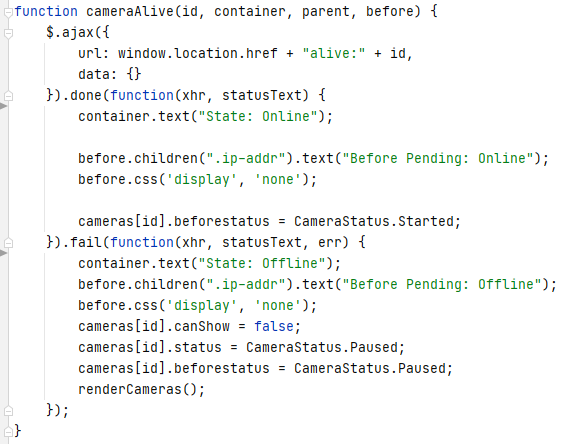 function cameraAlive(id, container, parent, before) {
    $.ajax({
        url: window.location.href + "alive:" + id,
        data: {}
    }).done(function(xhr, statusText) {
        container.text("State: Online");

        before.children(".ip-addr").text("Before Pending: Online");
        before.css('display', 'none');

        cameras[id].beforestatus = CameraStatus.Started;
    }).fail(function(xhr, statusText, err) {
        container.text("State: Offline");
        before.children(".ip-addr").text("Before Pending: Offline");
        before.css('display', 'none');
        cameras[id].canShow = false;
        cameras[id].status = CameraStatus.Paused;
        cameras[id].beforestatus = CameraStatus.Paused;
        renderCameras();
    });
}